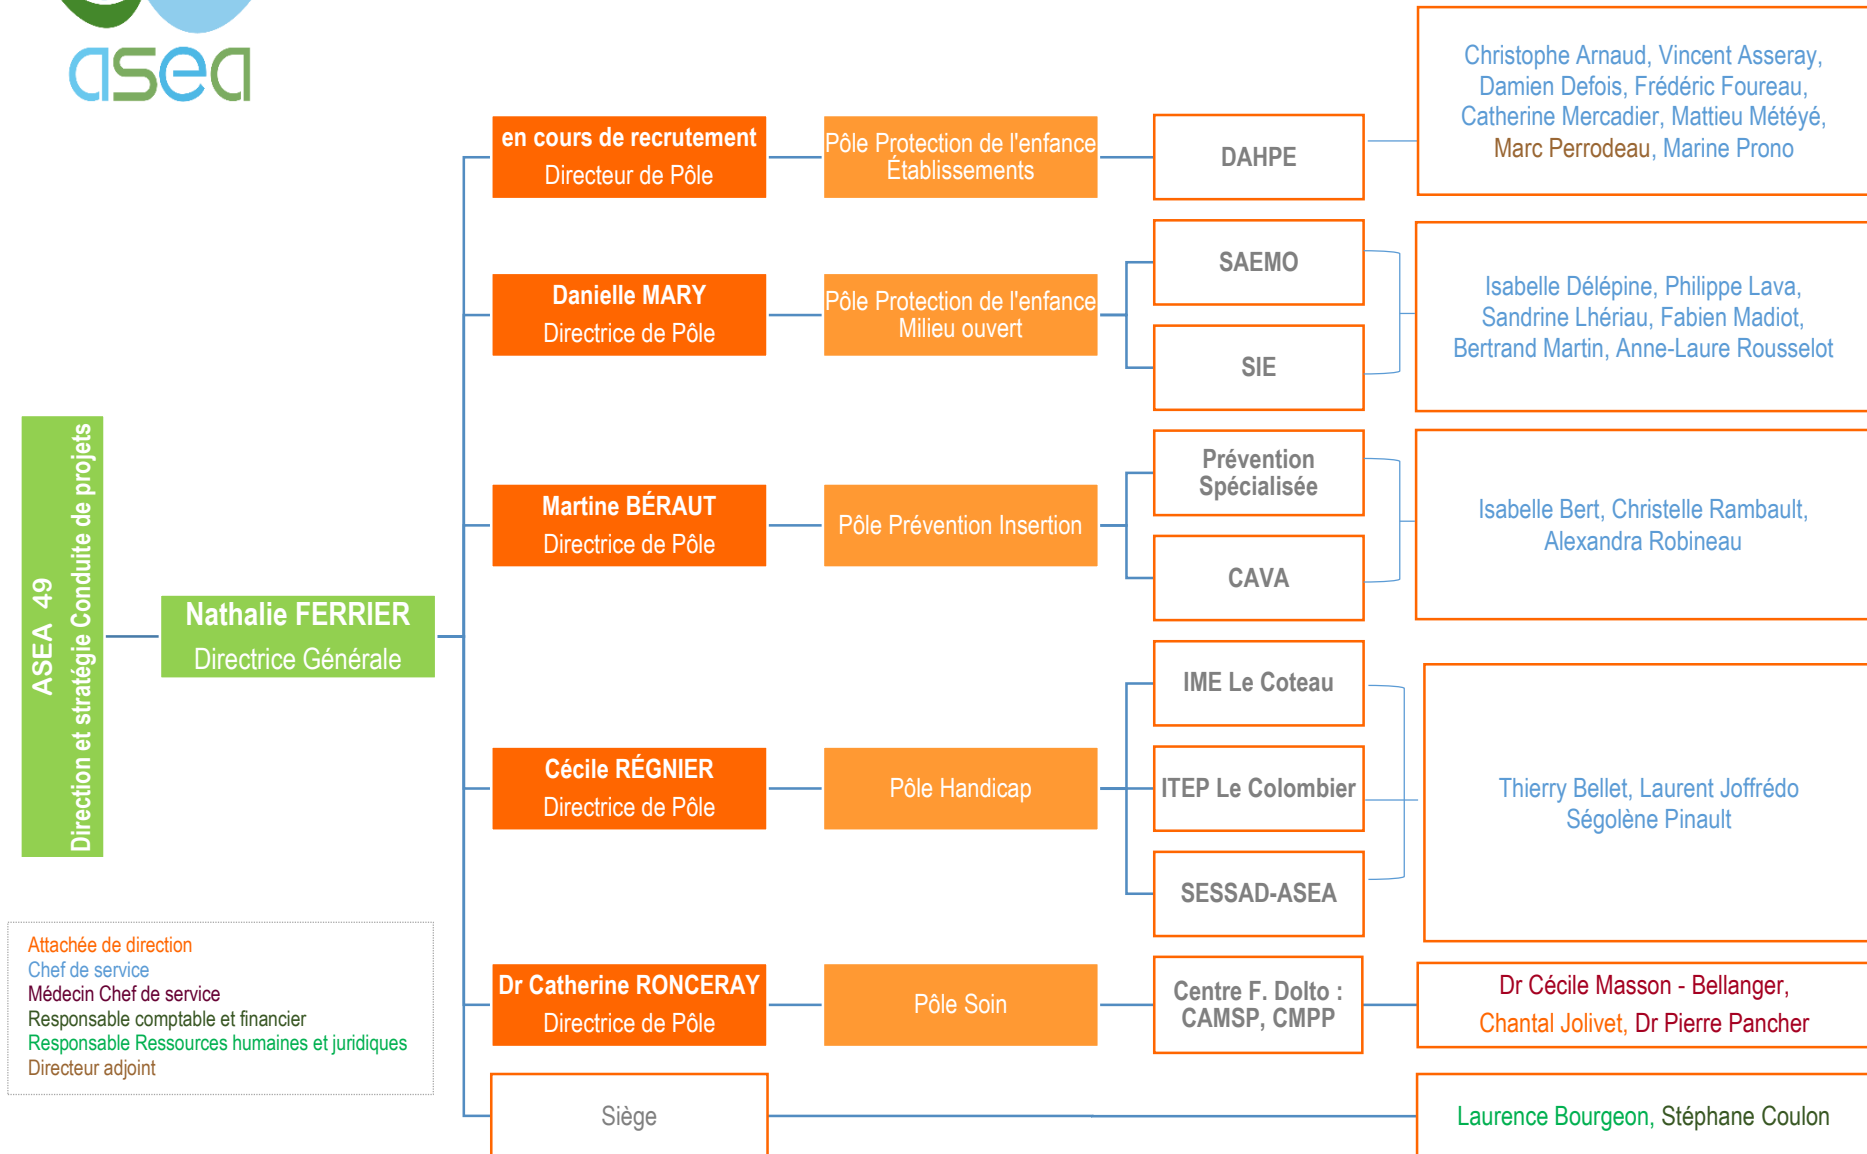 asea
ASEA 49
Direction et stratégie Conduite de projets
Nathalie FERRIER
Directrice Générale
en cours de recrutement
Directeur de Pôle
Pôle Protection de l'enfance
Établissements
DAHPE
Christophe Arnaud, Vincent Asseray,
Damien Defois, Frédéric Foureau,
Catherine Mercadier, Mattieu Météyé,
Marc Perrodeau, Marine Prono
Danielle MARY
Directrice de Pôle
Pôle Protection de l'enfance
Milieu ouvert
SAEMO
SIE
Isabelle Délépine, Philippe Lava,
Sandrine Lhériau, Fabien Madiot,
Bertrand Martin, Anne-Laure Rousselot
Martine BÉRAUT
Directrice de Pôle
Pôle Prévention Insertion
Prévention
Spécialisée
CAVA
Isabelle Bert, Christelle Rambault,
Alexandra Robineau
Cécile RÉGNIER
Directrice de Pôle
Pôle Handicap
IME Le Coteau
ITEP Le Colombier
SESSAD-ASEA
Thierry Bellet, Laurent Joffrédo
Ségolène Pinault
Dr Catherine RONCERAY
Directrice de Pôle
Pôle Soin
Centre F. Dolto :
CAMSP, CMPP
Dr Cécile Masson - Bellanger,
Chantal Jolivet, Dr Pierre Pancher
Siège
Laurence Bourgeon, Stéphane Coulon
Attachée de direction
Chef de service
Médecin Chef de service
Responsable comptable et financier
Responsable Ressources humaines et juridiques
Directeur adjoint